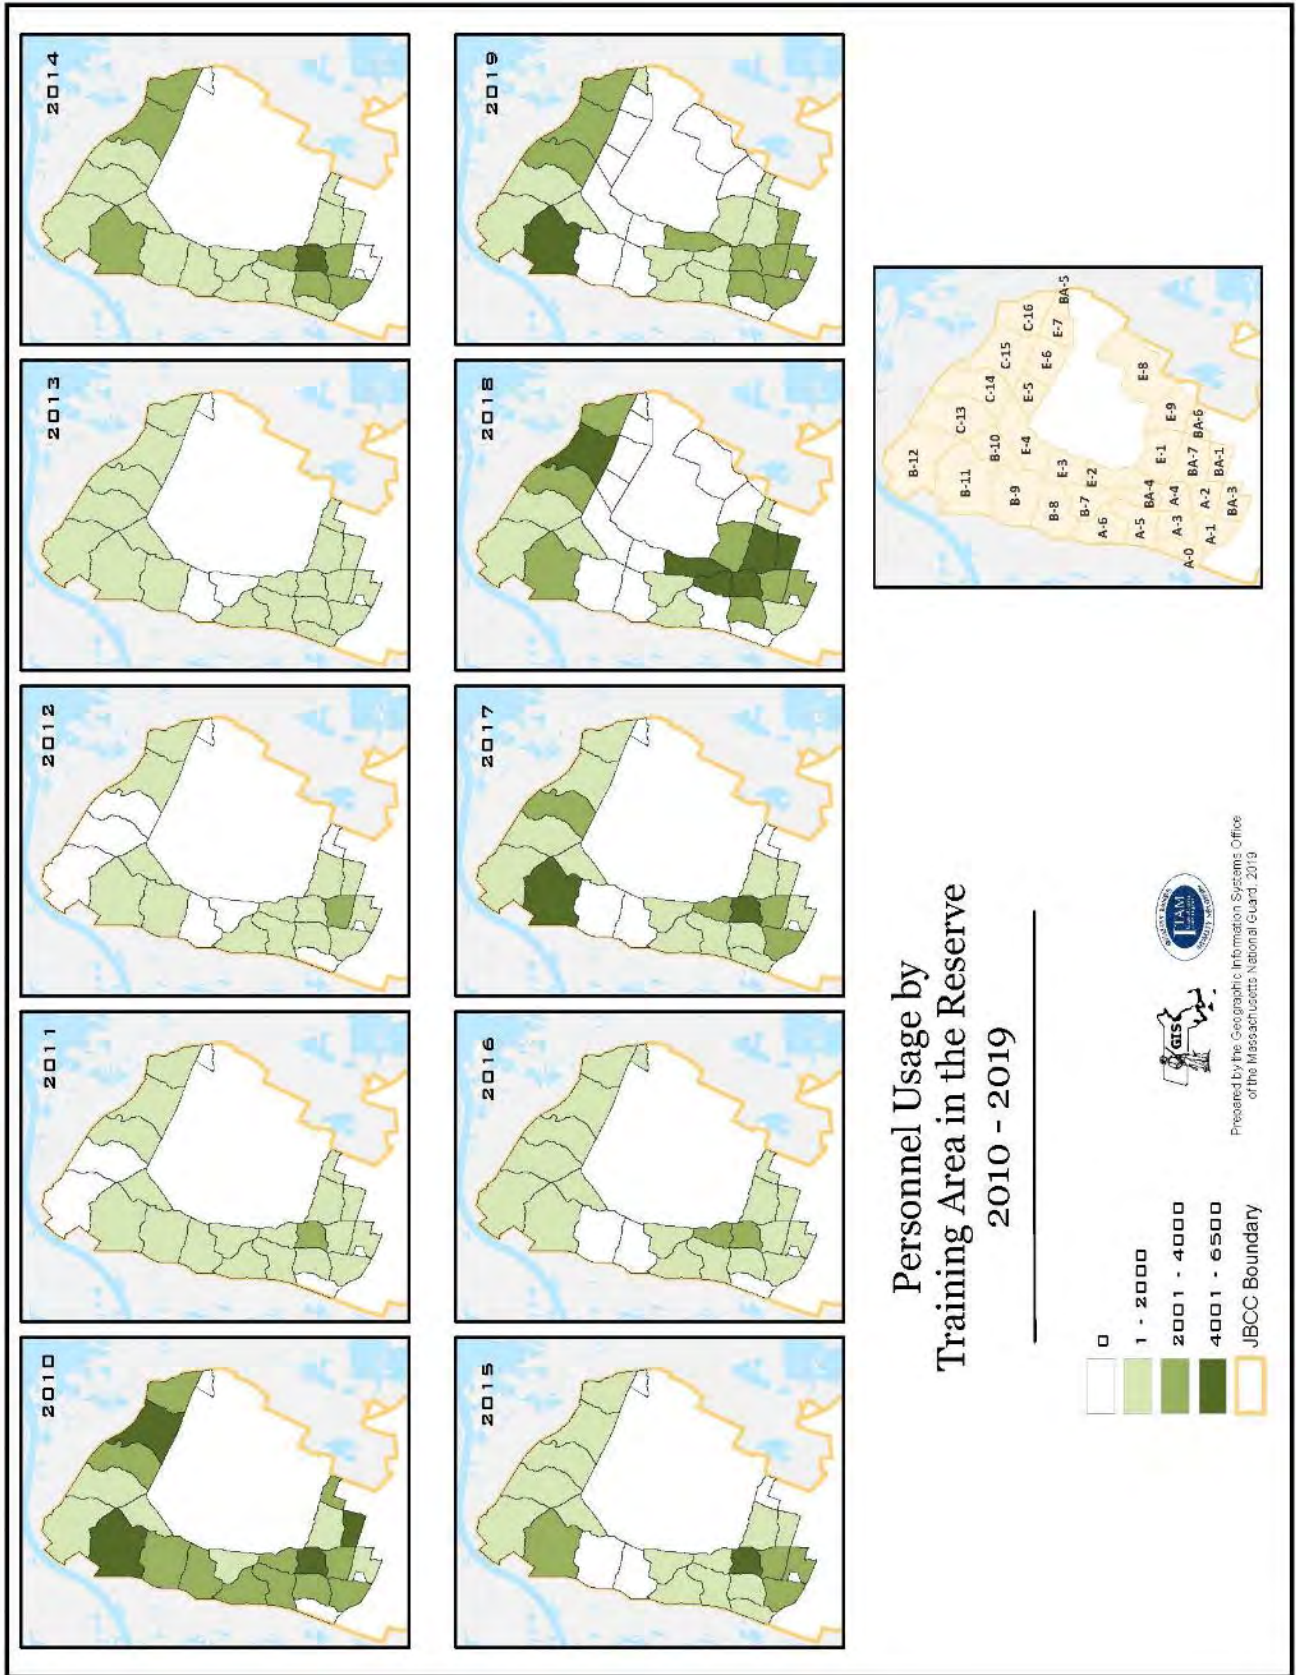 2010
2011
2012
2013
2014
2015
2016
2017
2018
2019
Personnel Usage by
Training Area in the Reserve
2010 - 2019
0
1 - 2000
2001 - 4000
4001 - 6500
JBCC Boundary
GISS
ITAM
Prepared by the Geographic Information Systems Office
of the Massachusetts National Guard, 2019
B-12
C-13
B-11
B-10
C-14
C-15
C-16
BA-5
B-9
E-4
E-5
E-6
E-7
B-8
E-3
B-7
E-2
A-6
A-5
BA-4
E-8
A-3
A-4
E-1
E-9
A-0
A-2
BA-7
BA-6
A-1
BA-3
BA-1